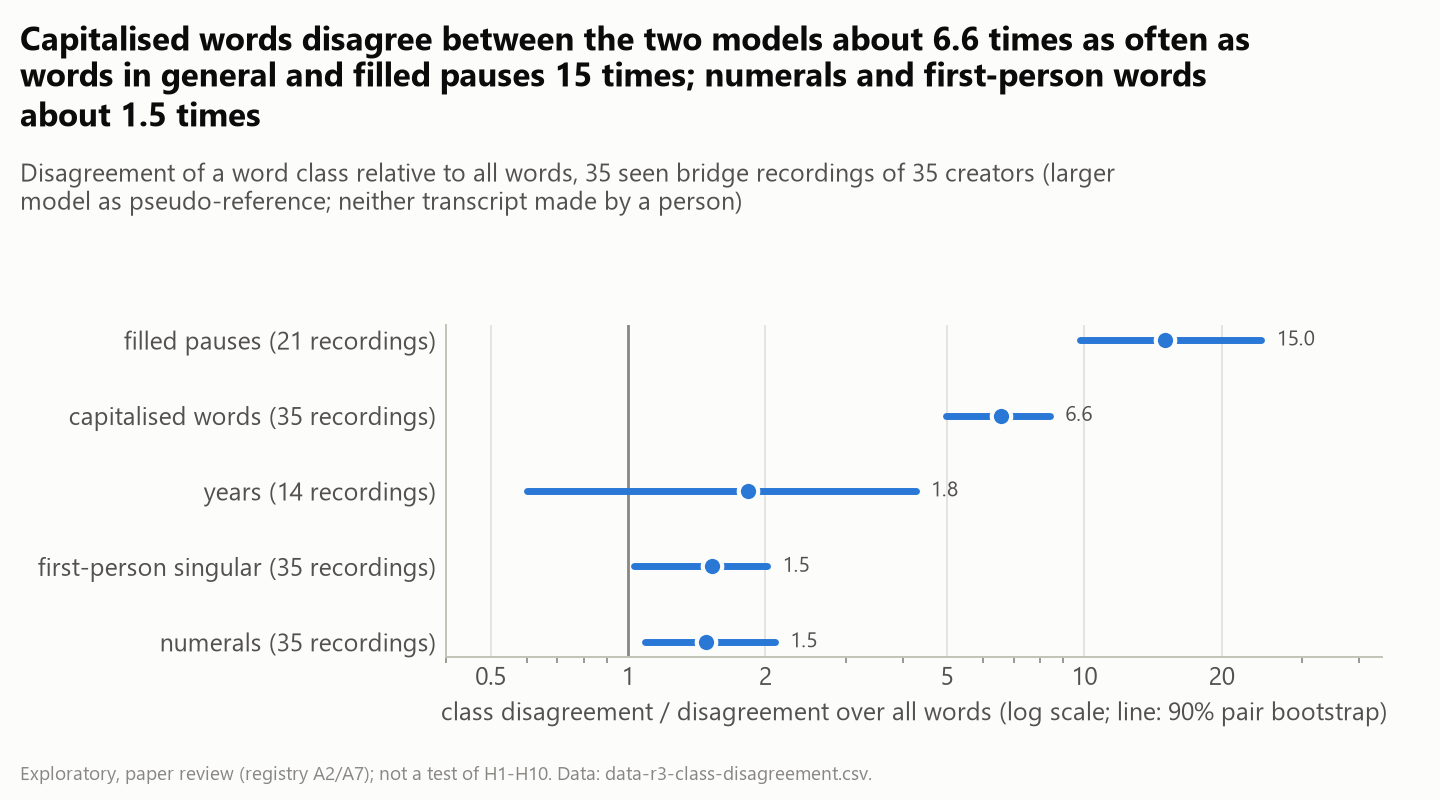 Capitalised words disagree between the two models about 6.6 times as often as
words in general and filled pauses 15 times; numerals and first-person words
about 1.5 times
Disagreement of a word class relative to all words, 35 seen bridge recordings of 35 creators (larger
model as pseudo-reference; neither transcript made by a person)
filled pauses (21 recordings)
15.0
capitalised words (35 recordings)
6.6
years (14 recordings)
1.8
first-person singular (35 recordings)
1.5
numerals (35 recordings)
1.5
0.5 1 2 5 10 20
class disagreement / disagreement over all words (log scale; line: 90% pair bootstrap)
Exploratory, paper review (registry A2/A7); not a test of H1-H10. Data: data-r3-class-disagreement.csv.